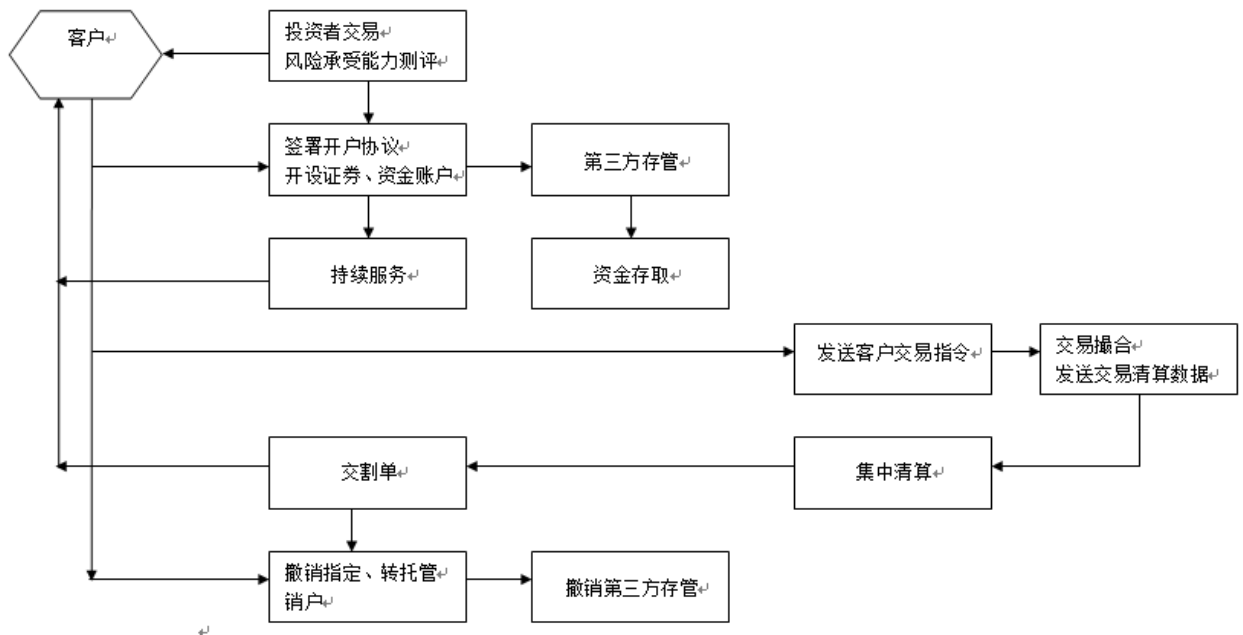 客户
投资者交易
风险承受能力测评
签署开户协议
开设证券、资金账户
第三方存管
持续服务
资金存取
发送客户交易指令
交易撮合
发送交易清算数据
交割单
集中清算
撤销指定、转托管
销户
撤销第三方存管